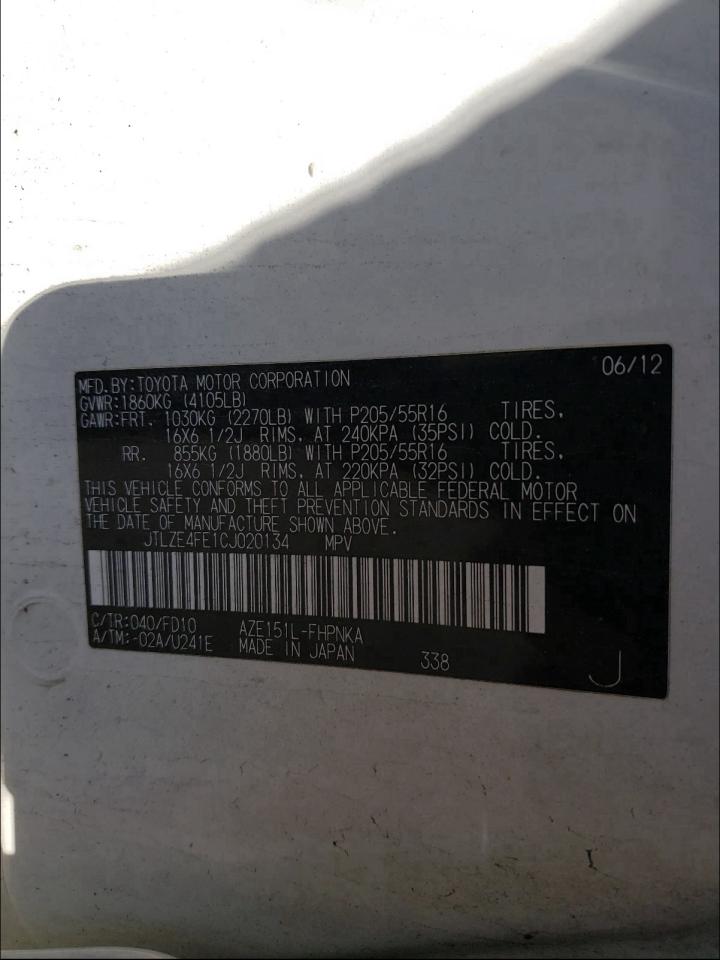 06/12
MFD.BY:TOYOTA MOTOR CORPORATION
GVWR:1860KG (4105LB)
GAWR:FRT. 1030KG (2270LB) WITH P205/55R16 TIRES,
16X6 1/2J RIMS, AT 240KPA (35PSI) COLD.
RR. 855KG (1880LB) WITH P205/55R16 TIRES,
16X6 1/2J RIMS, AT 220KPA (32PSI) COLD.
THIS VEHICLE CONFORMS TO ALL APPLICABLE FEDERAL MOTOR
VEHICLE SAFETY AND THEFT PREVENTION STANDARDS IN EFFECT ON
THE DATE OF MANUFACTURE SHOWN ABOVE.
JTLZE4FE1CJ020134 MPV
C/TR:040/FD10 AZE151L-FHPNKA
A/TM:-02A/U241E MADE IN JAPAN 338
J